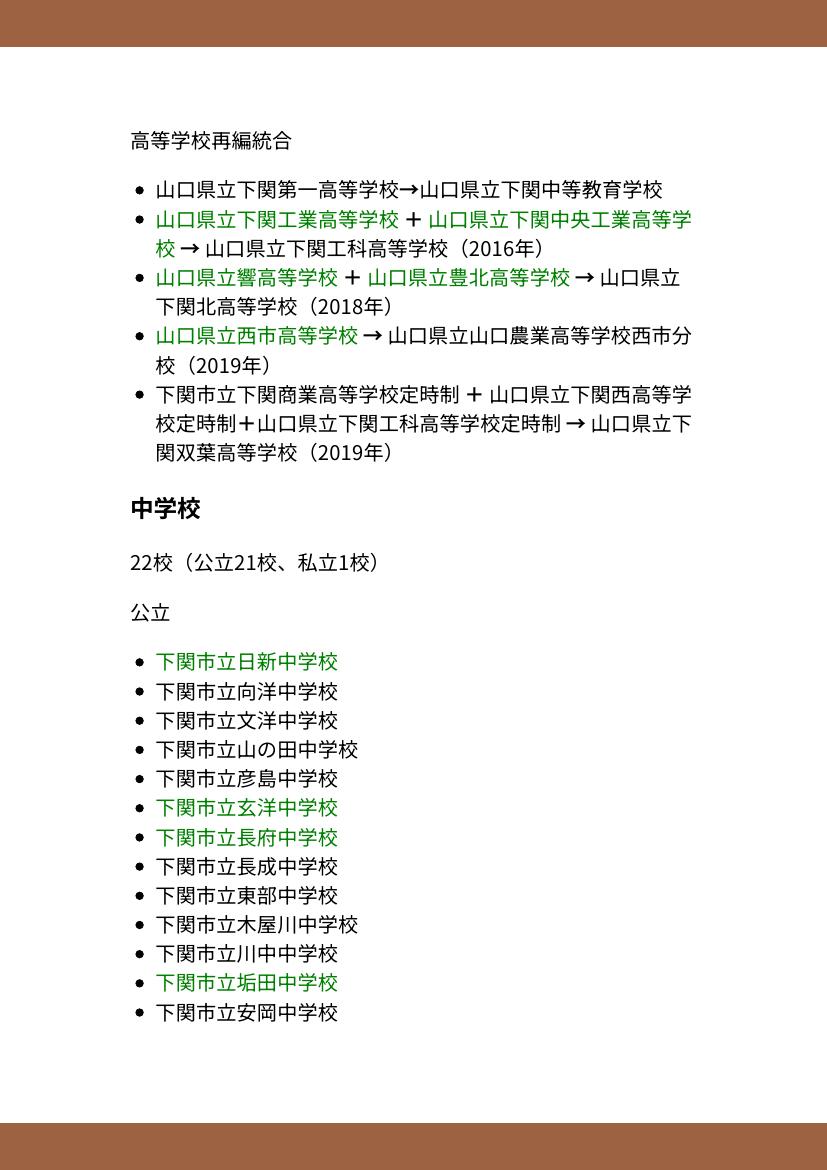 高等学校再編統合
山口県立下関第一高等学校→山口県立下関中等教育学校
山口県立下関工業高等学校 ＋ 山口県立下関中央工業高等学
校 → 山口県立下関工科高等学校（2016年）
山口県立響高等学校 ＋ 山口県立豊北高等学校 → 山口県立
下関北高等学校（2018年）
山口県立西市高等学校 → 山口県立山口農業高等学校西市分
校（2019年）
下関市立下関商業高等学校定時制 ＋ 山口県立下関西高等学
校定時制＋山口県立下関工科高等学校定時制 → 山口県立下
関双葉高等学校（2019年）
中学校
22校（公立21校、私立1校）
公立
下関市立日新中学校
下関市立向洋中学校
下関市立文洋中学校
下関市立山の田中学校
下関市立彦島中学校
下関市立玄洋中学校
下関市立長府中学校
下関市立長成中学校
下関市立東部中学校
下関市立木屋川中学校
下関市立川中中学校
下関市立垢田中学校
下関市立安岡中学校